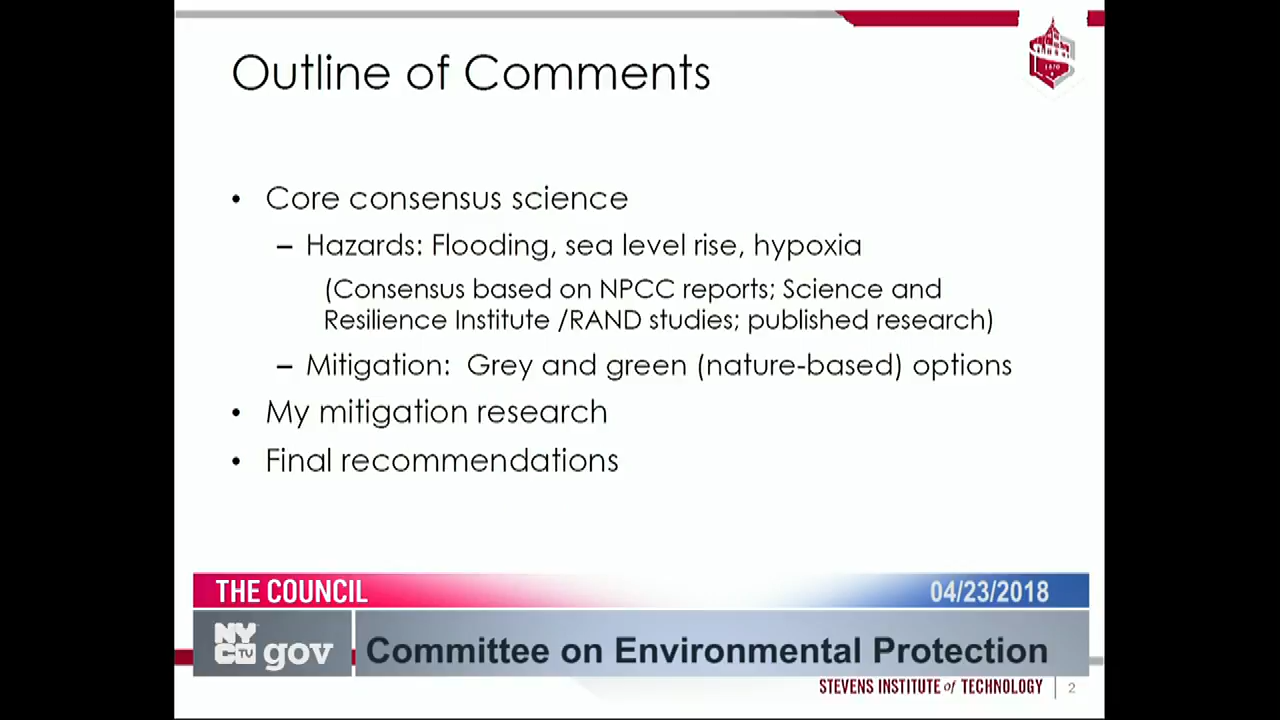 Outline of Comments
1870
• Core consensus science
– Hazards: Flooding, sea level rise, hypoxia
(Consensus based on NPCC reports; Science and
Resilience Institute /RAND studies; published research)
– Mitigation: Grey and green (nature-based) options
• My mitigation research
• Final recommendations
THE COUNCIL
04/23/2018
NYC TV gov
Committee on Environmental Protection
STEVENS INSTITUTE of TECHNOLOGY
2